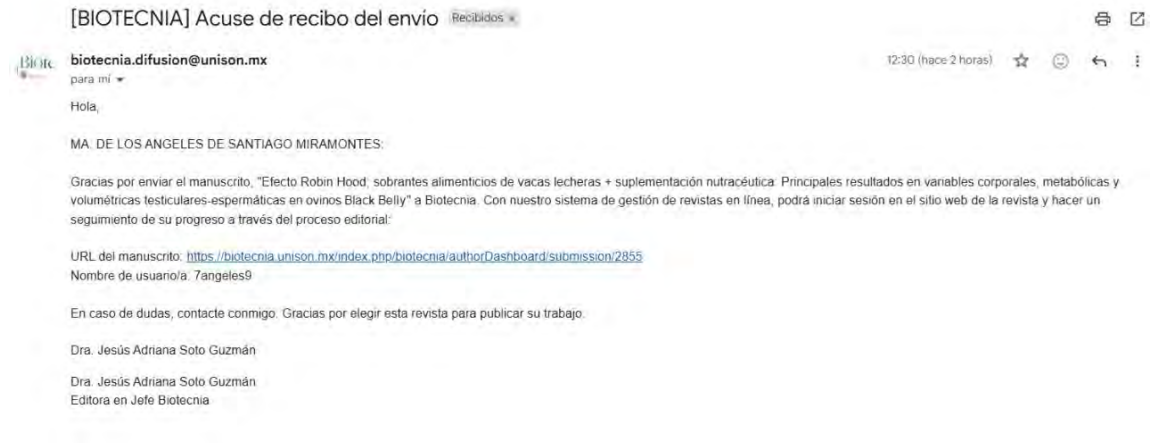 [BIOTECNIA] Acuse de recibo del envío Recibidos x
biotecnia.difusion@unison.mx
12:30 (hace 2 horas)
para mí
Hola,
MA. DE LOS ANGELES DE SANTIAGO MIRAMONTES:
Gracias por enviar el manuscrito, "Efecto Robin Hood; sobrantes alimenticios de vacas lecheras + suplementación nutracéutica: Principales resultados en variables corporales, metabólicas y
volumétricas testiculares-espermáticas en ovinos Black Belly" a Biotecnia. Con nuestro sistema de gestión de revistas en línea, podrá iniciar sesión en el sitio web de la revista y hacer un
seguimiento de su progreso a través del proceso editorial:
URL del manuscrito: https://biotecnia.unison.mx/index.php/biotecnia/authorDashboard/submission/2855
Nombre de usuario/a: 7angeles9
En caso de dudas, contacte conmigo. Gracias por elegir esta revista para publicar su trabajo.
Dra. Jesús Adriana Soto Guzmán
Dra. Jesús Adriana Soto Guzmán
Editora en Jefe Biotecnia